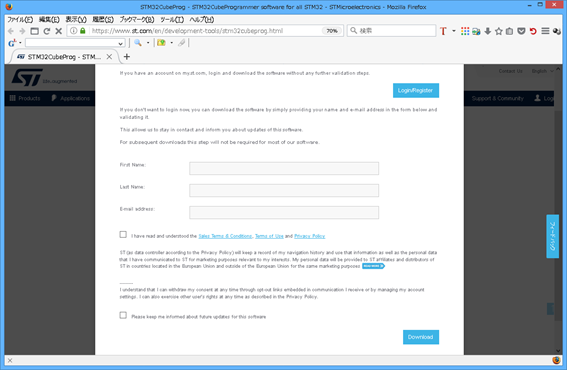 STM32CubeProg - STM32CubeProgrammer software for all STM32 - STMicroelectronics - Mozilla Firefox
ファイル(F) 編集(E) 表示(V) 履歴(S) ブックマーク(B) ツール(T) ヘルプ(H)
https://www.st.com/en/development-tools/stm32cubeprog.html 70% 検索
STM32CubeProg - STM...
If you have an account on my.st.com, login and download the software without any further validation steps.
English
Login/Register
Products Applications Support & Community
If you don't want to login now, you can download the software by simply providing your name and e-mail address in the form below and
validating it.
This allow us to stay in contact and inform you about updates of this software.
For subsequent downloads this step will not be required for most of our software.
First Name:
Last Name:
E-mail address:
I have read and understood the Sales Terms & Conditions, Terms of Use and Privacy Policy
フィードバック
ST (as data controller according to the Privacy Policy) will keep a record of my navigation history and use that information as well as the personal data
that I have communicated to ST for marketing purposes relevant to my interests. My personal data will be provided to ST affiliates and distributors of
ST in countries located in the European Union and outside of the European Union for the same marketing purposes
I understand that I can withdraw my consent at any time through opt-out links embedded in communication I receive or by managing my account
settings. I can also exercise other user's rights at any time as described in the Privacy Policy.
Please keep me informed about future updates for this software
Download